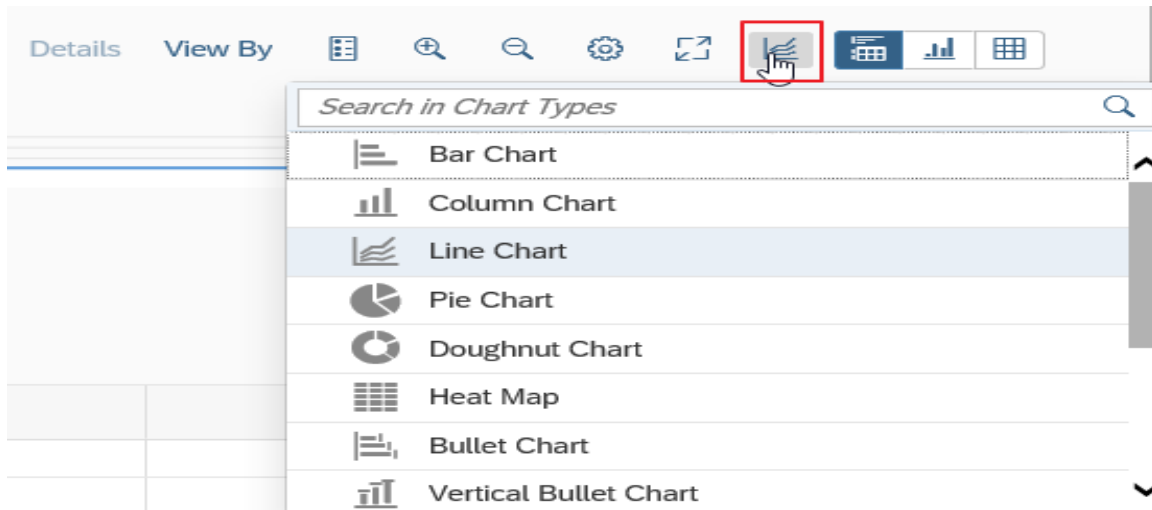 Details View By
Search in Chart Types
Bar Chart
Column Chart
Line Chart
Pie Chart
Doughnut Chart
Heat Map
Bullet Chart
Vertical Bullet Chart